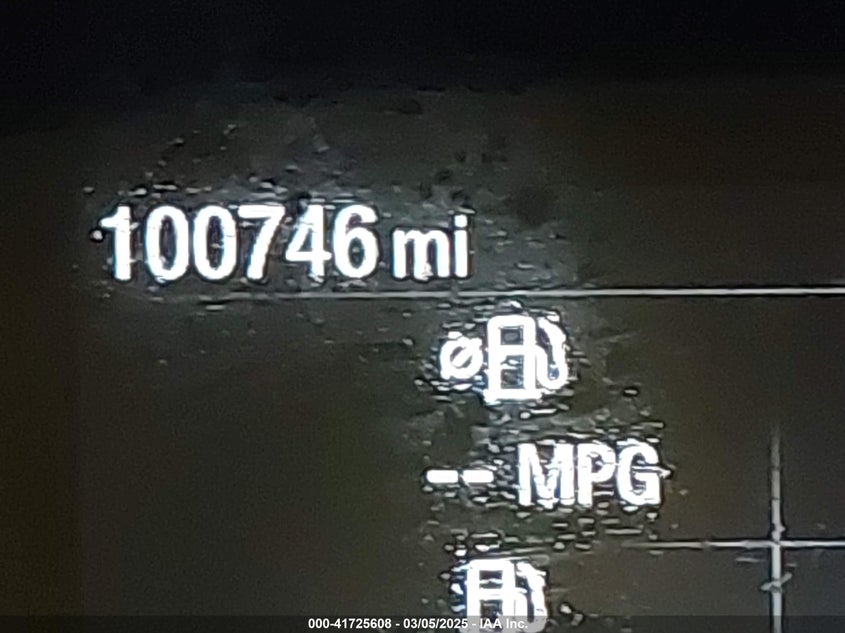 100746 mi
ø
-- MPG
000-41725608 - 03/05/2025 - IAA Inc.